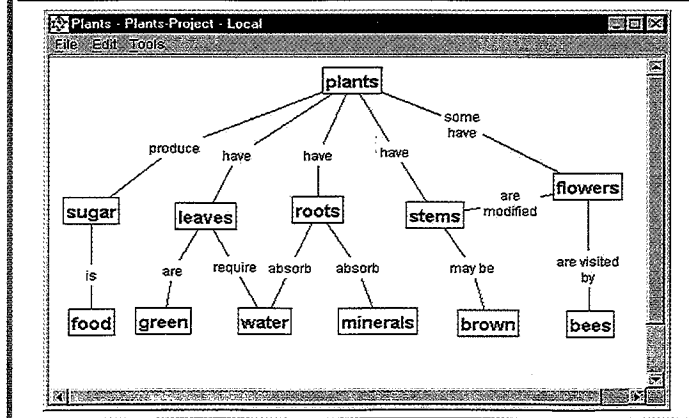 Plants - Plants-Project - Local
File Edit Tools
plants
some
have
produce
have
have
have
flowers
sugar
leaves
roots
stems
are
modified
is
are
require
absorb
absorb
may be
are visited
by
food
green
water
minerals
brown
bees